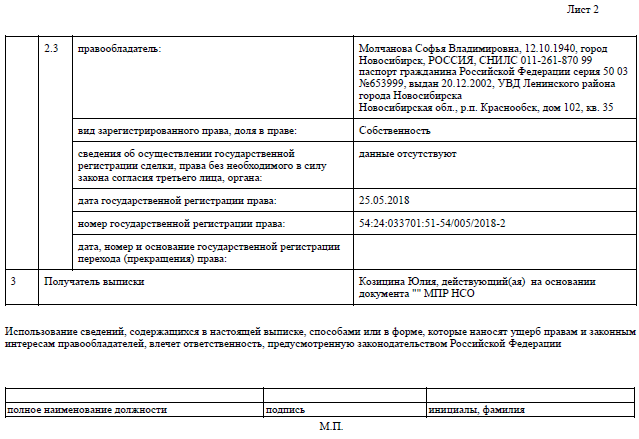 Лист 2
2.3
правообладатель:
Молчанова Софья Владимировна, 12.10.1940, город
Новосибирск, РОССИЯ, СНИЛС 011-261-870 99
паспорт гражданина Российской Федерации серия 50 03
№653999, выдан 20.12.2002, УВД Ленинского района
города Новосибирска
Новосибирская обл., р.п. Краснообск, дом 102, кв. 35
вид зарегистрированного права, доля в праве:
Собственность
сведения об осуществлении государственной
регистрации сделки, права без необходимого в силу
закона согласия третьего лица, органа:
данные отсутствуют
дата государственной регистрации права:
25.05.2018
номер государственной регистрации права:
54:24:033701:51-54/005/2018-2
дата, номер и основание государственной регистрации
перехода (прекращения) права:
3
Получатель выписки
Козицина Юлия, действующий(ая) на основании
документа "" МПР НСО
Использование сведений, содержащихся в настоящей выписке, способами или в форме, которые наносят ущерб правам и законным
интересам правообладателей, влечет ответственность, предусмотренную законодательством Российской Федерации
полное наименование должности
подпись
инициалы, фамилия
М.П.